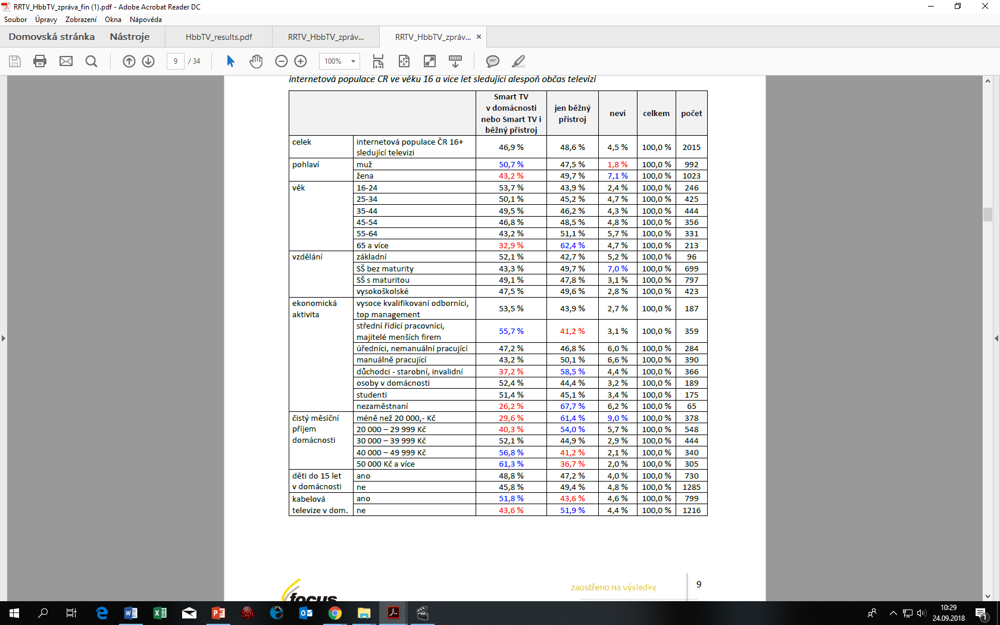 RRTV_HbbTV_zpráva_fin (1).pdf - Adobe Acrobat Reader DC
Soubor Úpravy Zobrazení Okna Nápověda
Domovská stránka Nástroje HbbTV_results.pdf RRTV_HbbTV_zpráv... RRTV_HbbTV_zpráv... ×
9 / 34 100%
internetová populace ČR ve věku 16 a více let sledující alespoň občas televizi
Smart TV
v domácnosti
nebo Smart TV i
běžný přístroj
jen běžný
přístroj
neví
celkem
počet
celek internetová populace ČR 16+
sledující televizi 46,9 % 48,6 % 4,5 % 100,0 % 2015
pohlaví muž 50,7 % 47,5 % 1,8 % 100,0 % 992
žena 43,2 % 49,7 % 7,1 % 100,0 % 1023
věk 16-24 53,7 % 43,9 % 2,4 % 100,0 % 246
25-34 50,1 % 45,2 % 4,7 % 100,0 % 425
35-44 49,5 % 46,2 % 4,3 % 100,0 % 444
45-54 46,8 % 48,5 % 4,8 % 100,0 % 356
55-64 43,2 % 51,1 % 5,7 % 100,0 % 331
65 a více 32,9 % 62,4 % 4,7 % 100,0 % 213
vzdělání základní 52,1 % 42,7 % 5,2 % 100,0 % 96
SŠ bez maturity 43,3 % 49,7 % 7,0 % 100,0 % 699
SŠ s maturitou 49,1 % 47,8 % 3,1 % 100,0 % 797
vysokoškolské 47,5 % 49,6 % 2,8 % 100,0 % 423
ekonomická
aktivita
vysoce kvalifikovaní odborníci,
top management 53,5 % 43,9 % 2,7 % 100,0 % 187
střední řídící pracovníci,
majitelé menších firem 55,7 % 41,2 % 3,1 % 100,0 % 359
úředníci, nemanuální pracující 47,2 % 46,8 % 6,0 % 100,0 % 284
manuálně pracující 43,2 % 50,1 % 6,6 % 100,0 % 390
důchodci - starobní, invalidní 37,2 % 58,5 % 4,4 % 100,0 % 366
osoby v domácnosti 52,4 % 44,4 % 3,2 % 100,0 % 189
studenti 51,4 % 45,1 % 3,4 % 100,0 % 175
nezaměstnaní 26,2 % 67,7 % 6,2 % 100,0 % 65
čistý měsíční
příjem
domácnosti
méně než 20 000,- Kč 29,6 % 61,4 % 9,0 % 100,0 % 378
20 000 – 29 999 Kč 40,3 % 54,0 % 5,7 % 100,0 % 548
30 000 – 39 999 Kč 52,1 % 44,9 % 2,9 % 100,0 % 444
40 000 – 49 999 Kč 56,8 % 41,2 % 2,1 % 100,0 % 340
50 000 Kč a více 61,3 % 36,7 % 2,0 % 100,0 % 305
děti do 15 let
v domácnosti
ano 48,8 % 47,2 % 4,0 % 100,0 % 730
ne 45,8 % 49,4 % 4,8 % 100,0 % 1285
kabelová
televize v dom.
ano 51,8 % 43,6 % 4,6 % 100,0 % 799
ne 43,6 % 51,9 % 4,4 % 100,0 % 1216
focus
zaostřeno na výsledky 9
10:29
24.09.2018
1